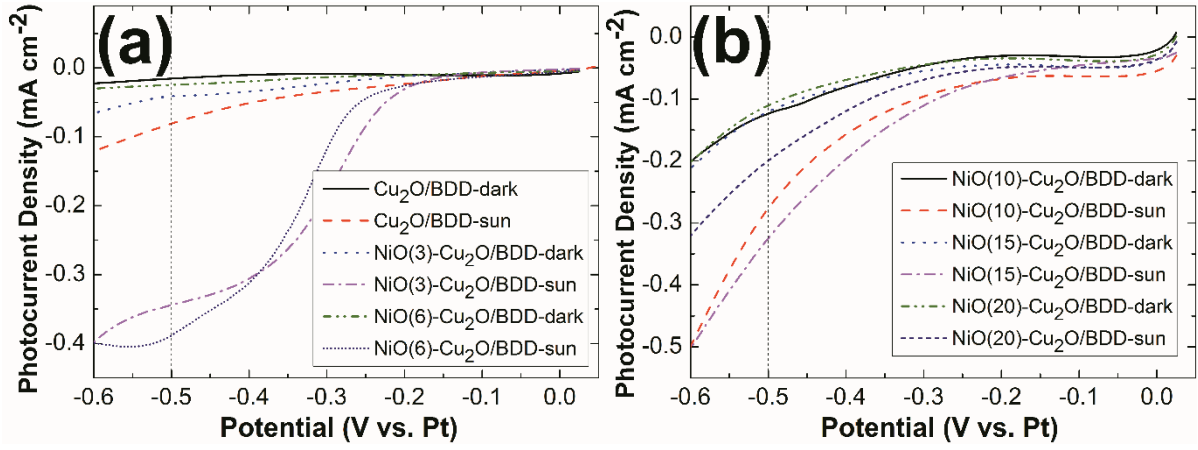 (a)
Photocurrent Density (mA cm-2)
0.0
-0.1
-0.2
-0.3
-0.4
Cu2O/BDD-dark
Cu2O/BDD-sun
NiO(3)-Cu2O/BDD-dark
NiO(3)-Cu2O/BDD-sun
NiO(6)-Cu2O/BDD-dark
NiO(6)-Cu2O/BDD-sun
-0.6 -0.5 -0.4 -0.3 -0.2 -0.1 0.0
Potential (V vs. Pt)
(b)
Photocurrent Density (mA cm-2)
0.0
-0.1
-0.2
-0.3
-0.4
-0.5
NiO(10)-Cu2O/BDD-dark
NiO(10)-Cu2O/BDD-sun
NiO(15)-Cu2O/BDD-dark
NiO(15)-Cu2O/BDD-sun
NiO(20)-Cu2O/BDD-dark
NiO(20)-Cu2O/BDD-sun
-0.6 -0.5 -0.4 -0.3 -0.2 -0.1 0.0
Potential (V vs. Pt)